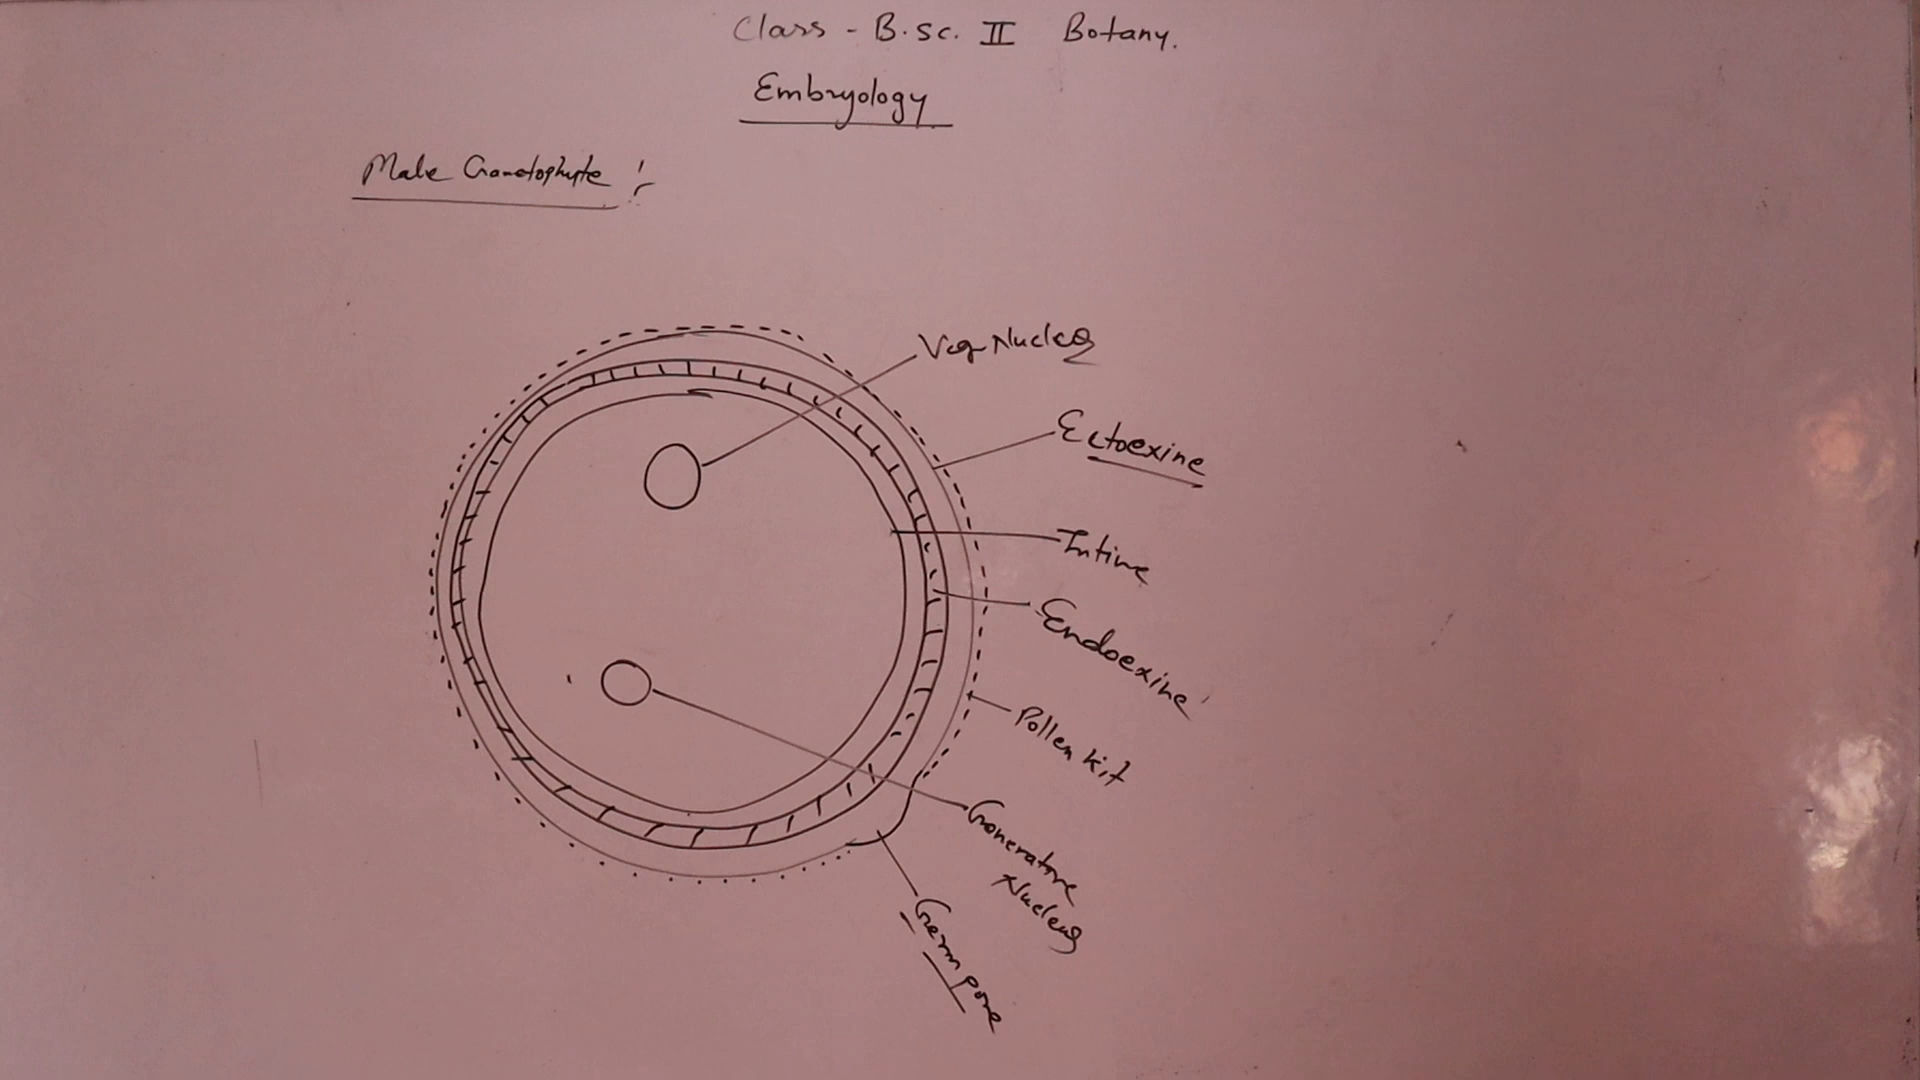 Class - B.sc. II Botany.
Embryology
Male Gametophyte :-
Veg Nucleus
Ectoexine
Intine
Endoexine
Pollen kit
Generative
Nucleus
Germ pore